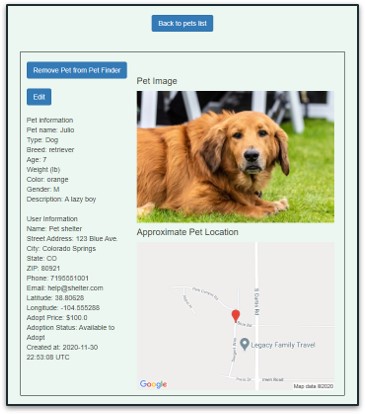 Back to pets list
Remove Pet from Pet Finder
Edit
Pet information
Pet name: Julio
Type: Dog
Breed: retriever
Age: 7
Weight (lb)
Color: orange
Gender: M
Description: A lazy boy
User Information
Name: Pet shelter
Street Address: 123 Blue Ave.
City: Colorado Springs
State: CO
ZIP: 80921
Phone: 7195551001
Email: help@shelter.com
Latitude: 38.80628
Longitude: -104.555288
Adopt Price: $100.0
Adoption Status: Available to
Adopt
Created at: 2020-11-30
22:53:08 UTC
Pet Image
Approximate Pet Location
Legacy Family Travel
Google
Map data ©2020